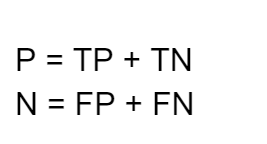 P = TP + TN
N = FP + FN